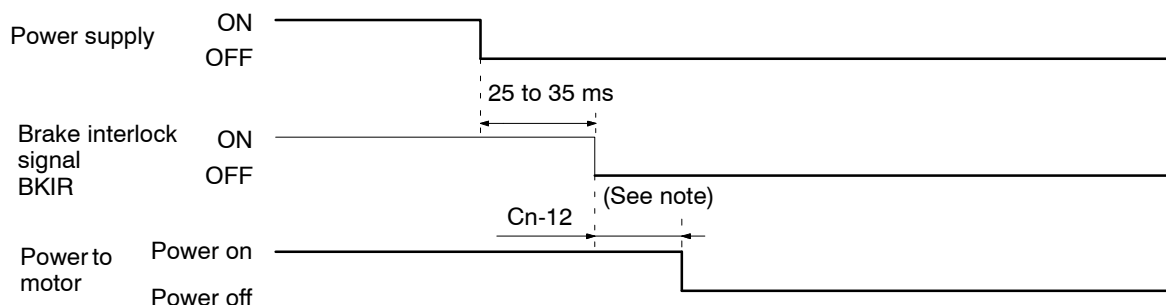 Power supply
ON
OFF
25 to 35 ms
Brake interlock
signal
BKIR
ON
OFF
(See note)
Cn-12
Power to
motor
Power on
Power off